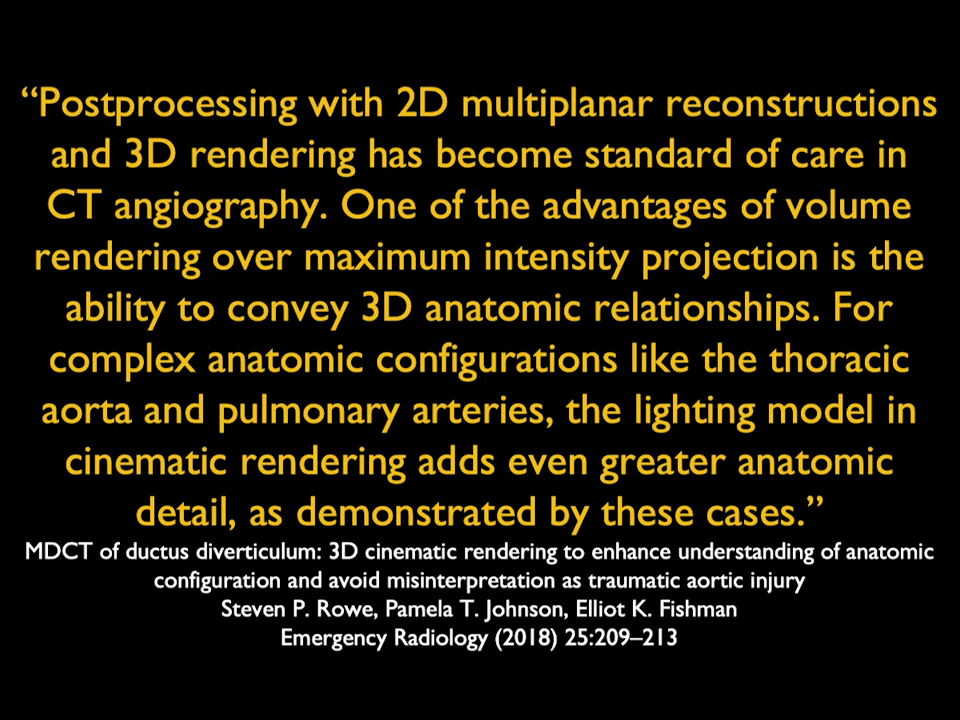 “Postprocessing with 2D multiplanar reconstructions
and 3D rendering has become standard of care in
CT angiography. One of the advantages of volume
rendering over maximum intensity projection is the
ability to convey 3D anatomic relationships. For
complex anatomic configurations like the thoracic
aorta and pulmonary arteries, the lighting model in
cinematic rendering adds even greater anatomic
detail, as demonstrated by these cases.”
MDCT of ductus diverticulum: 3D cinematic rendering to enhance understanding of anatomic
configuration and avoid misinterpretation as traumatic aortic injury
Steven P. Rowe, Pamela T. Johnson, Elliot K. Fishman
Emergency Radiology (2018) 25:209–213